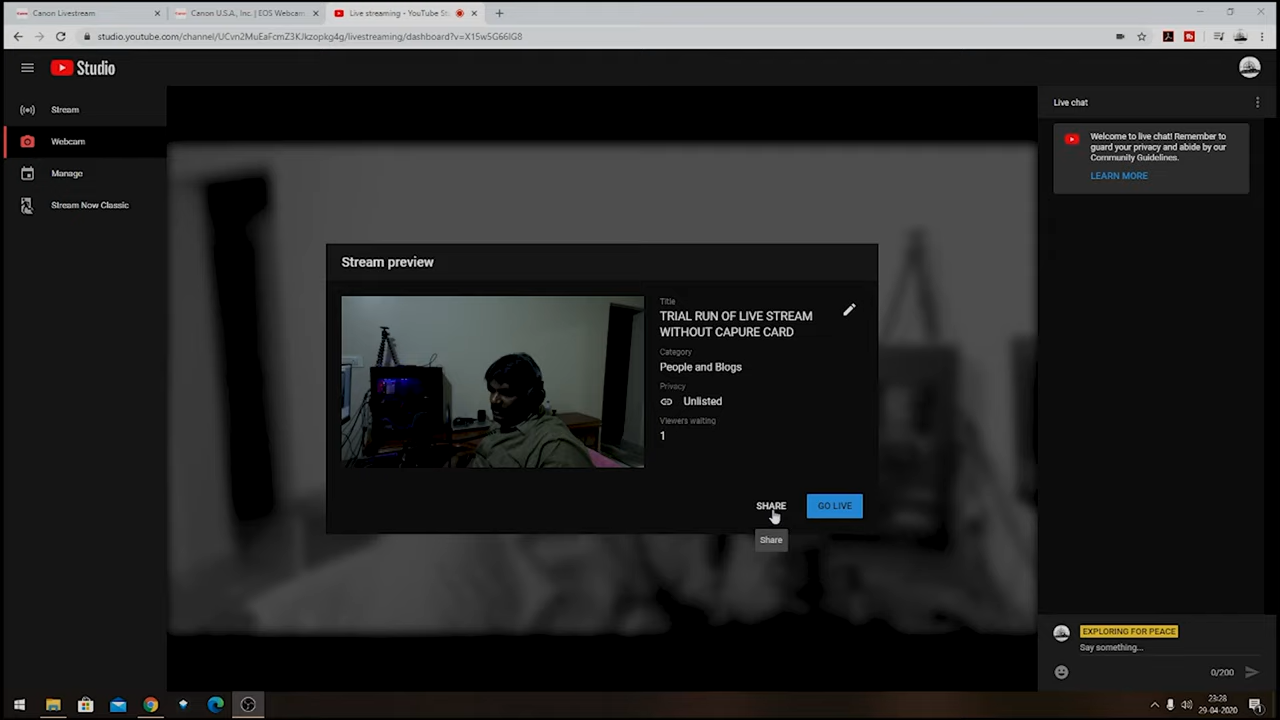 Canon Livestream
Canon U.S.A., Inc. | EOS Webcam
Live streaming - YouTube St
studio.youtube.com/channel/UCvn2MuEaFcmZ3KJkzopkg4g/livestreaming/dashboard?v=X15w5G66IG8
Studio
Stream
Webcam
Manage
Stream Now Classic
Stream preview
Title
TRIAL RUN OF LIVE STREAM
WITHOUT CAPURE CARD
Category
People and Blogs
Privacy
Unlisted
Viewers waiting
1
SHARE
GO LIVE
Share
Live chat
Welcome to live chat! Remember to
guard your privacy and abide by our
Community Guidelines.
LEARN MORE
EXPLORING FOR PEACE
Say something...
0/200
23:28
29-04-2020